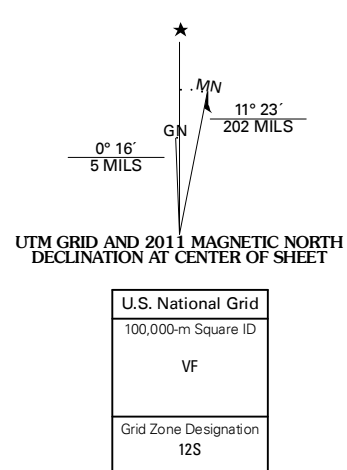 ★
MN
GN
11° 23´
202 MILS
0° 16´
5 MILS
UTM GRID AND 2011 MAGNETIC NORTH
DECLINATION AT CENTER OF SHEET
U.S. National Grid
100,000-m Square ID
VF
Grid Zone Designation
12S